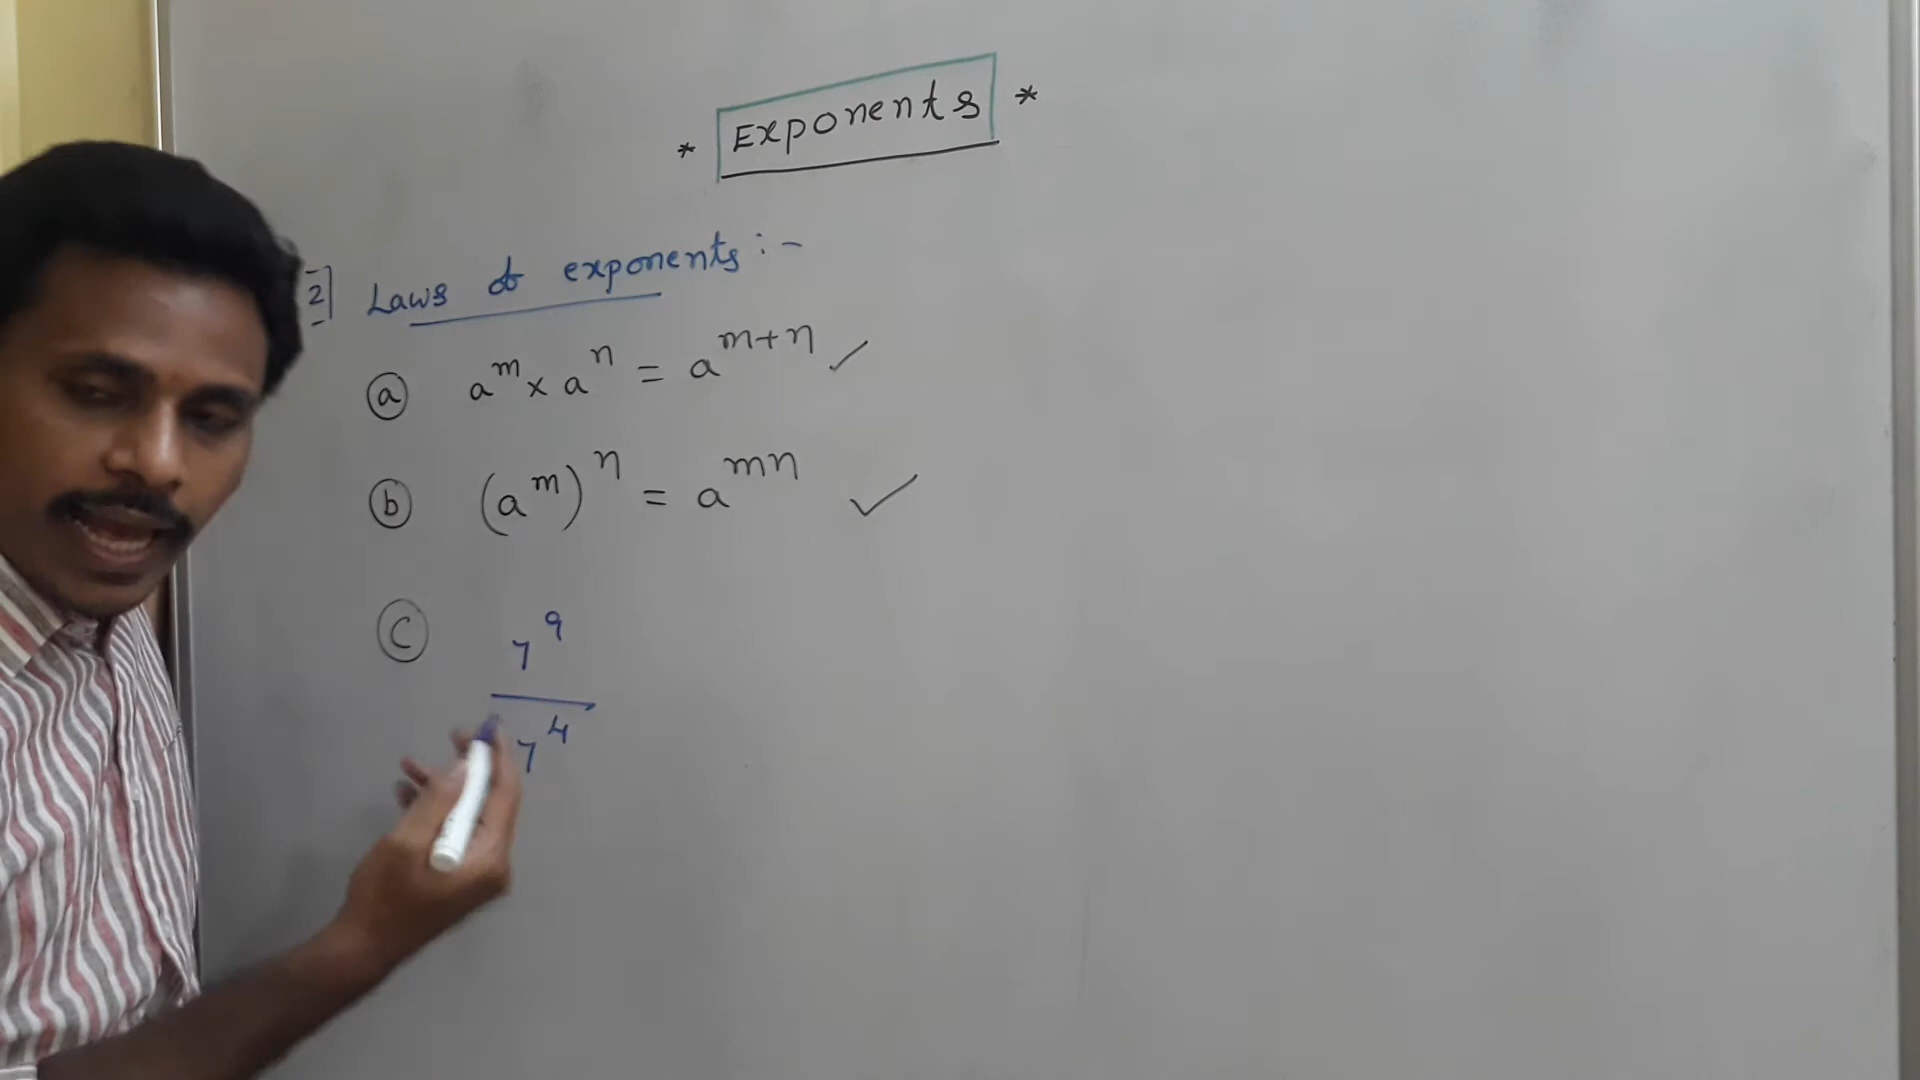 * Exponents *
2] Laws of exponents :-
(a) a^m × a^n = a^{m+n} ✓
(b) (a^m)^n = a^{mn} ✓
(c) 7^9
7^4